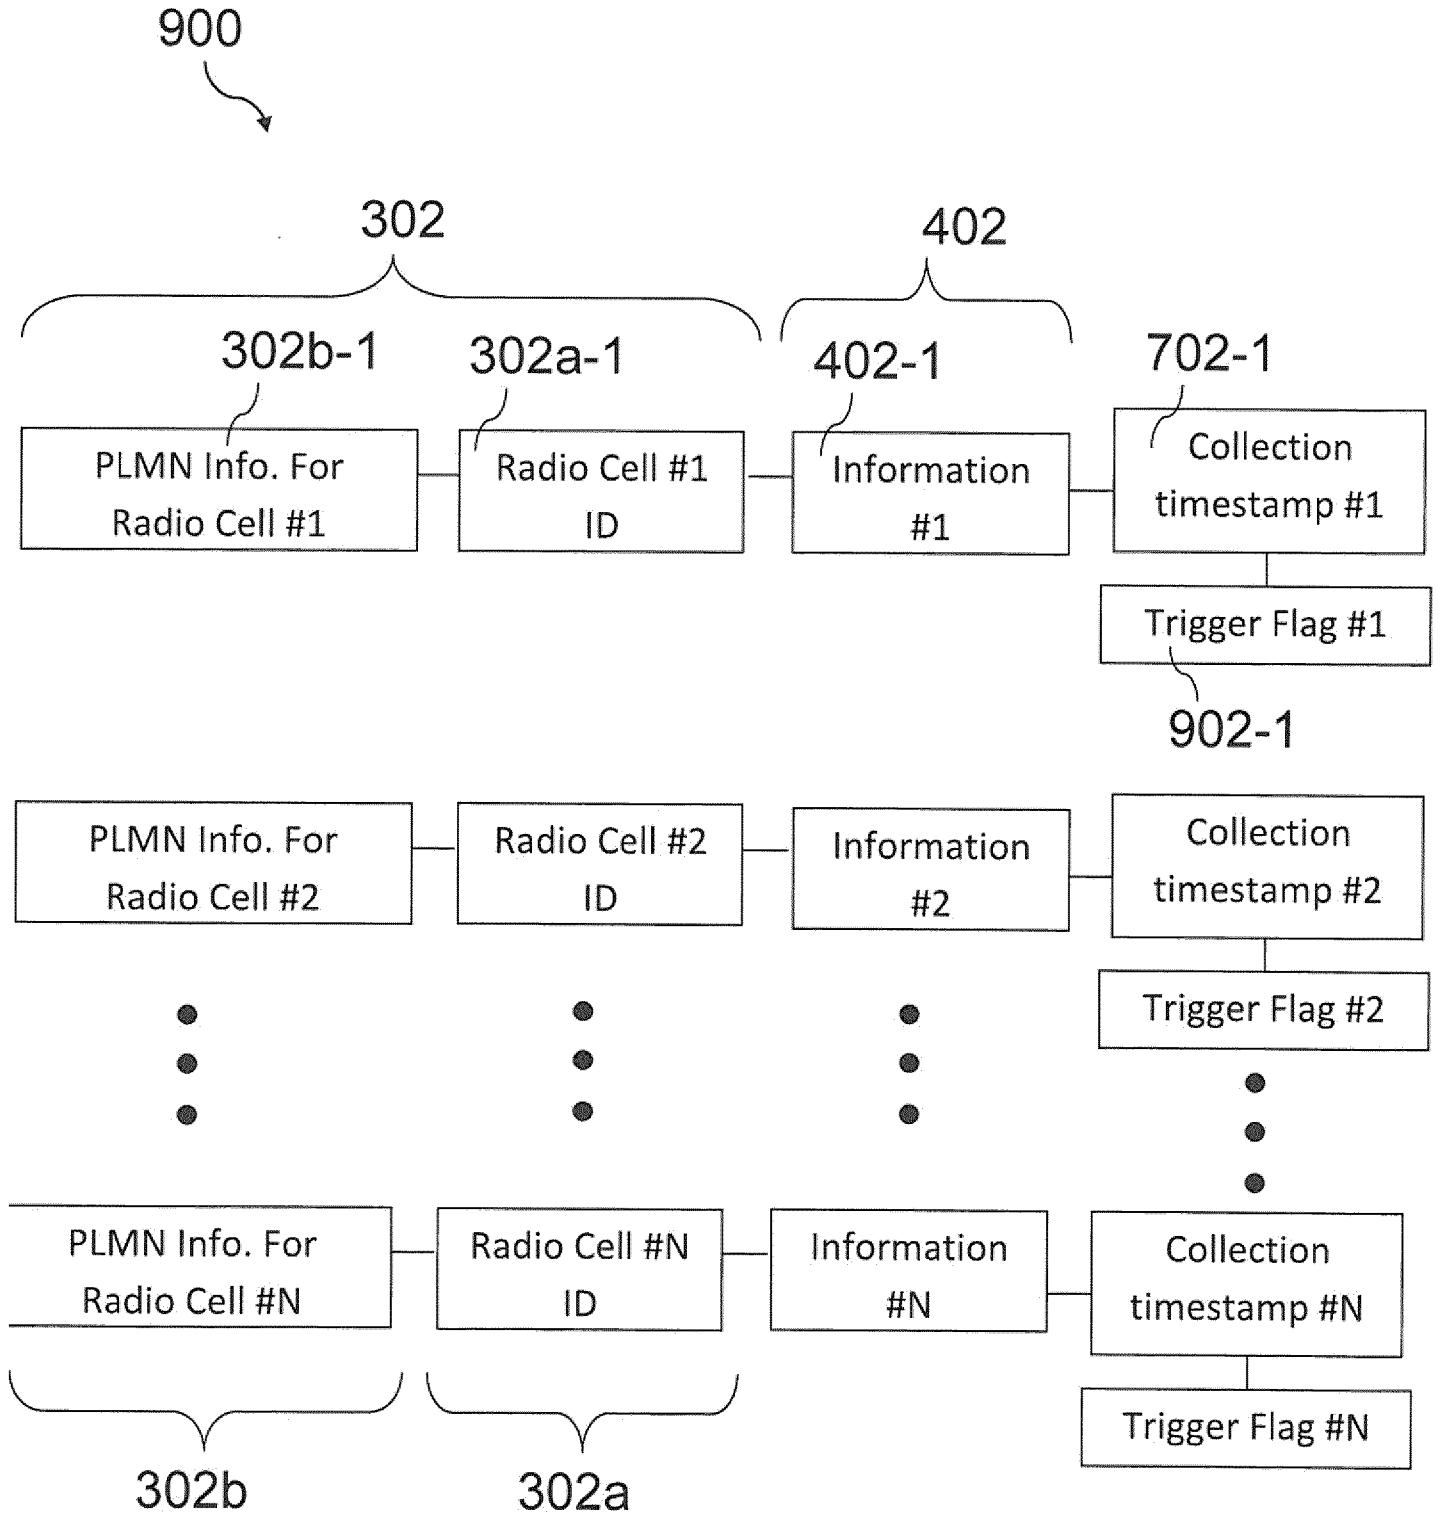 900
302
402
302b-1
302a-1
402-1
702-1
PLMN Info. For
Radio Cell #1
Radio Cell #1
ID
Information
#1
Collection
timestamp #1
Trigger Flag #1
902-1
PLMN Info. For
Radio Cell #2
Radio Cell #2
ID
Information
#2
Collection
timestamp #2
Trigger Flag #2
PLMN Info. For
Radio Cell #N
Radio Cell #N
ID
Information
#N
Collection
timestamp #N
Trigger Flag #N
302b
302a